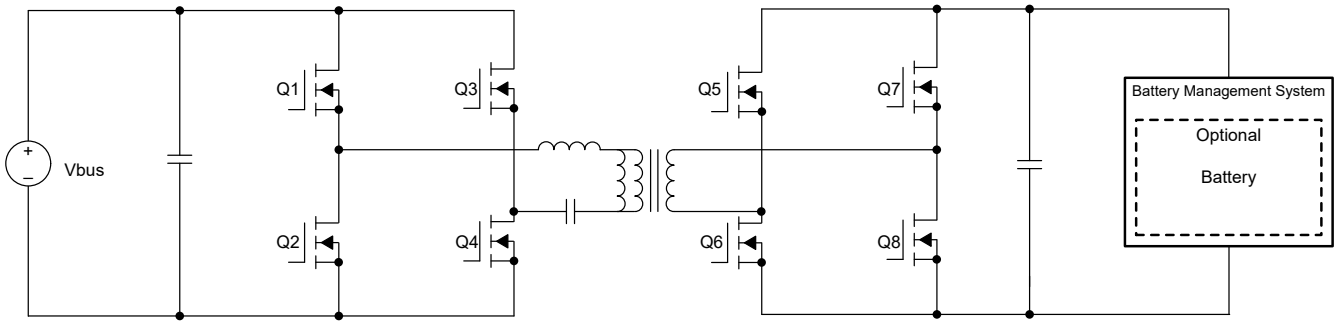 Q1
Q3
Q5
Q7
Battery Management System
Optional
Battery
+
−
Vbus
Q2
Q4
Q6
Q8